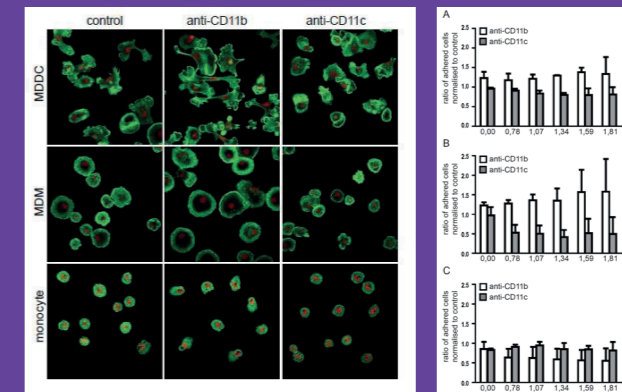 control anti-CD11b anti-CD11c
MDDC
MDM
monocyte
A
ratio of adhered cells
normalised to control
2.5
2.0
1.5
1.0
0.5
0.0
anti-CD11b
anti-CD11c
0,00 0,78 1,07 1,34 1,59 1,81
B
ratio of adhered cells
normalised to control
2.5
2.0
1.5
1.0
0.5
0.0
anti-CD11b
anti-CD11c
0,00 0,78 1,07 1,34 1,59 1,81
C
ratio of adhered cells
normalised to control
2.5
2.0
1.5
1.0
0.5
0.0
anti-CD11b
anti-CD11c
0,00 0,78 1,07 1,34 1,59 1,81